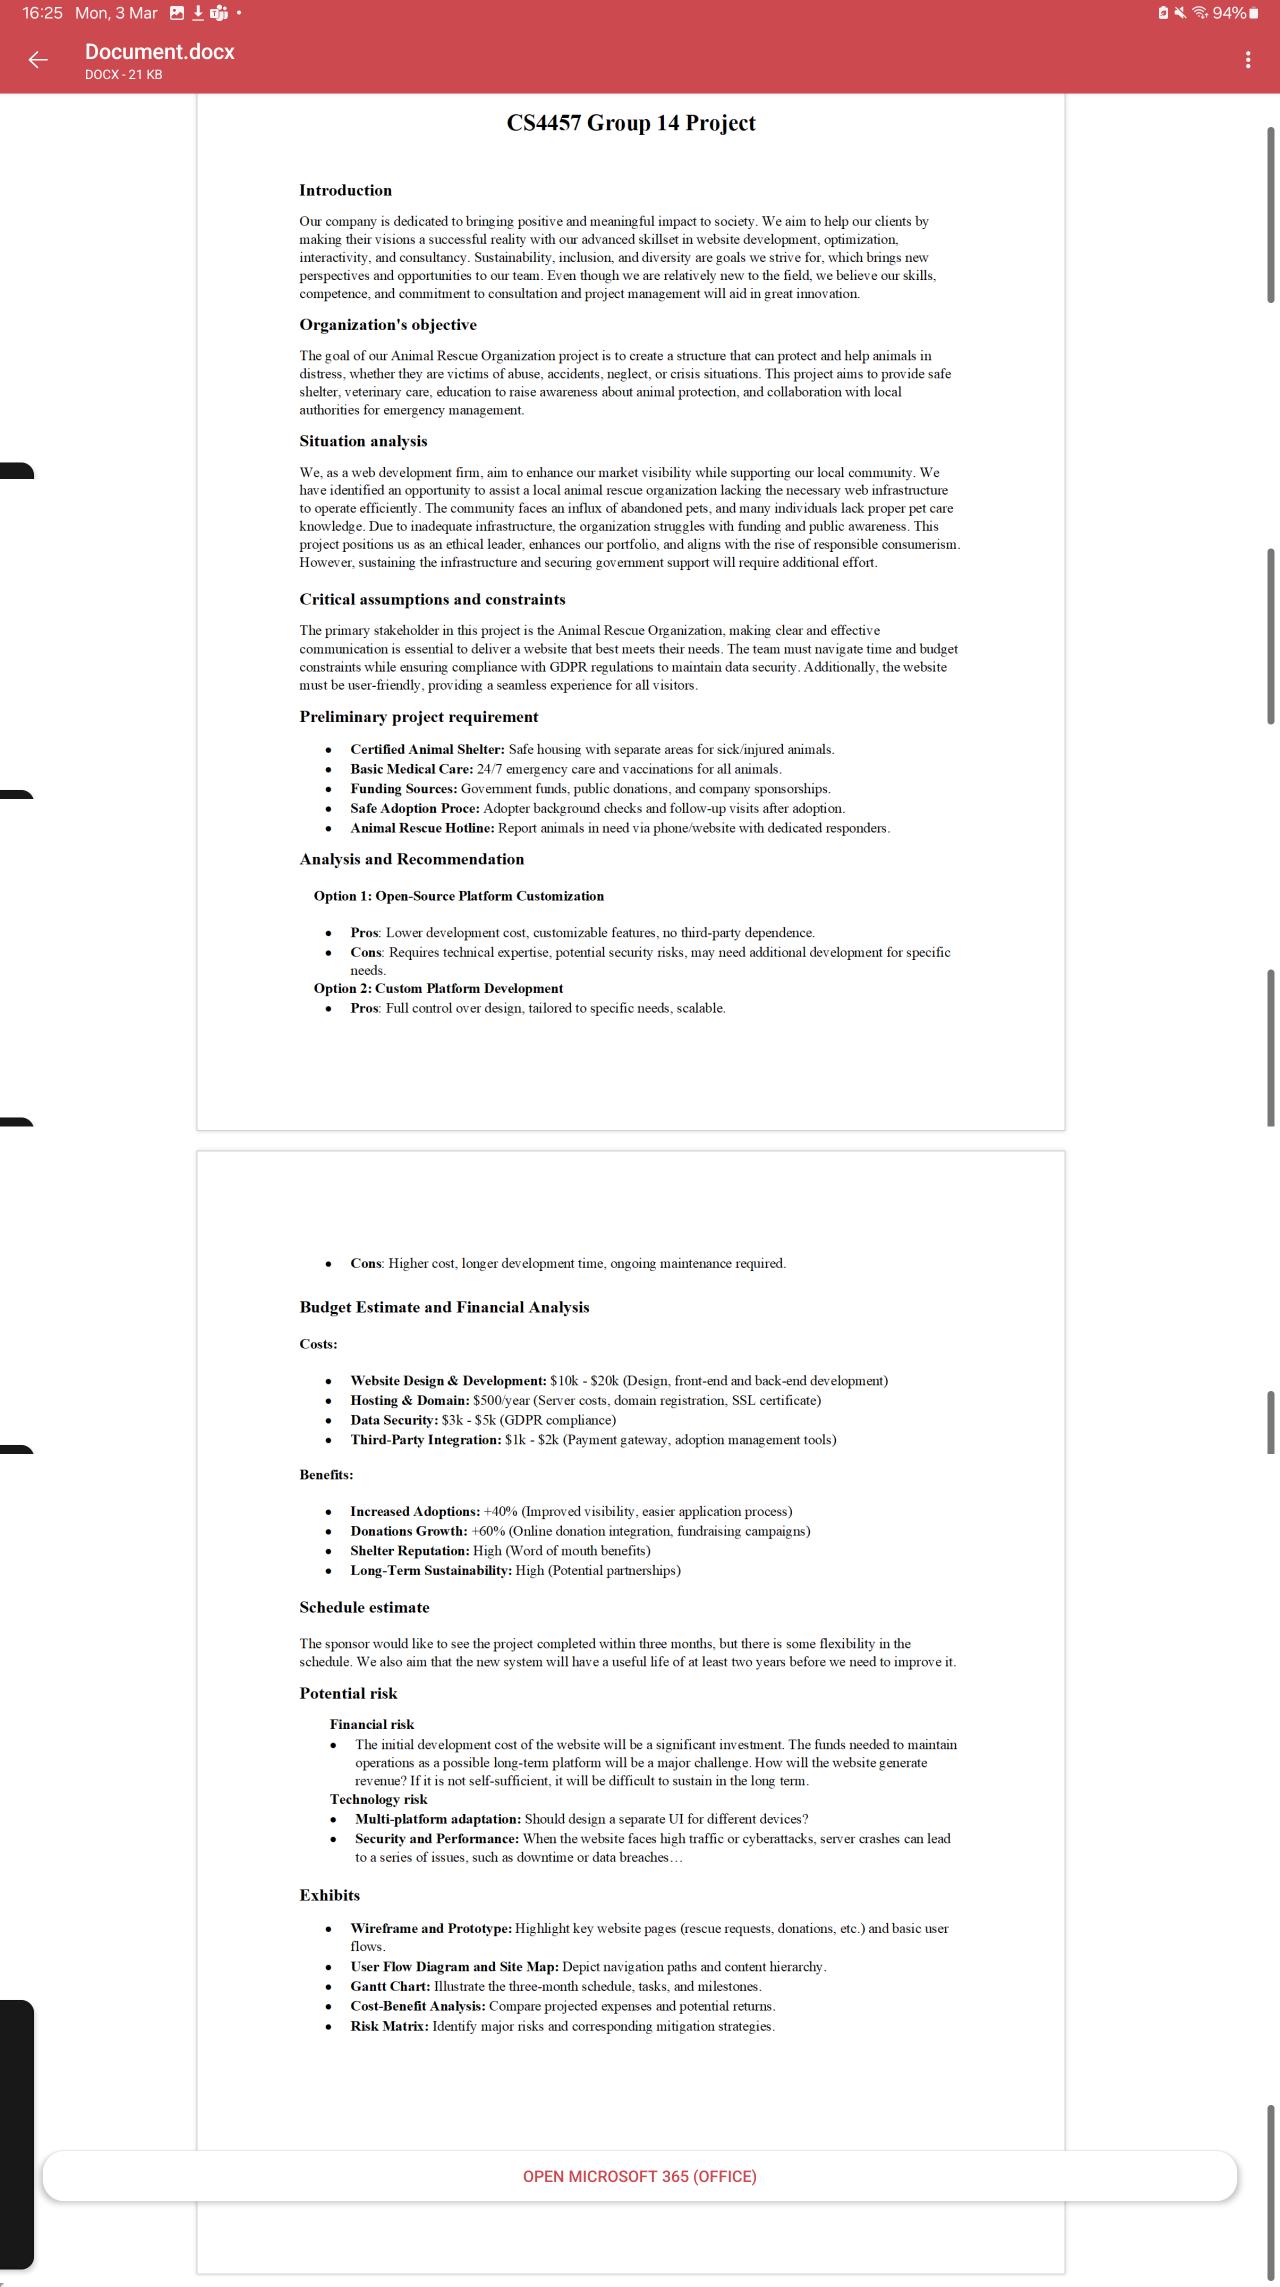 16:25 Mon, 3 Mar
94%
Document.docx
DOCX - 21 KB
CS4457 Group 14 Project
Introduction
Our company is dedicated to bringing positive and meaningful impact to society. We aim to help our clients by
making their visions a successful reality with our advanced skillset in website development, optimization,
interactivity, and consultancy. Sustainability, inclusion, and diversity are goals we strive for, which brings new
perspectives and opportunities to our team. Even though we are relatively new to the field, we believe our skills,
competence, and commitment to consultation and project management will aid in great innovation.
Organization's objective
The goal of our Animal Rescue Organization project is to create a structure that can protect and help animals in
distress, whether they are victims of abuse, accidents, neglect, or crisis situations. This project aims to provide safe
shelter, veterinary care, education to raise awareness about animal protection, and collaboration with local
authorities for emergency management.
Situation analysis
We, as a web development firm, aim to enhance our market visibility while supporting our local community. We
have identified an opportunity to assist a local animal rescue organization lacking the necessary web infrastructure
to operate efficiently. The community faces an influx of abandoned pets, and many individuals lack proper pet care
knowledge. Due to inadequate infrastructure, the organization struggles with funding and public awareness. This
project positions us as an ethical leader, enhances our portfolio, and aligns with the rise of responsible consumerism.
However, sustaining the infrastructure and securing government support will require additional effort.
Critical assumptions and constraints
The primary stakeholder in this project is the Animal Rescue Organization, making clear and effective
communication is essential to deliver a website that best meets their needs. The team must navigate time and budget
constraints while ensuring compliance with GDPR regulations to maintain data security. Additionally, the website
must be user-friendly, providing a seamless experience for all visitors.
Preliminary project requirement
• Certified Animal Shelter: Safe housing with separate areas for sick/injured animals.
• Basic Medical Care: 24/7 emergency care and vaccinations for all animals.
• Funding Sources: Government funds, public donations, and company sponsorships.
• Safe Adoption Proce: Adopter background checks and follow-up visits after adoption.
• Animal Rescue Hotline: Report animals in need via phone/website with dedicated responders.
Analysis and Recommendation
Option 1: Open-Source Platform Customization
• Pros: Lower development cost, customizable features, no third-party dependence.
• Cons: Requires technical expertise, potential security risks, may need additional development for specific
needs.
Option 2: Custom Platform Development
• Pros: Full control over design, tailored to specific needs, scalable.
• Cons: Higher cost, longer development time, ongoing maintenance required.
Budget Estimate and Financial Analysis
Costs:
• Website Design & Development: $10k - $20k (Design, front-end and back-end development)
• Hosting & Domain: $500/year (Server costs, domain registration, SSL certificate)
• Data Security: $3k - $5k (GDPR compliance)
• Third-Party Integration: $1k - $2k (Payment gateway, adoption management tools)
Benefits:
• Increased Adoptions: +40% (Improved visibility, easier application process)
• Donations Growth: +60% (Online donation integration, fundraising campaigns)
• Shelter Reputation: High (Word of mouth benefits)
• Long-Term Sustainability: High (Potential partnerships)
Schedule estimate
The sponsor would like to see the project completed within three months, but there is some flexibility in the
schedule. We also aim that the new system will have a useful life of at least two years before we need to improve it.
Potential risk
Financial risk
• The initial development cost of the website will be a significant investment. The funds needed to maintain
operations as a possible long-term platform will be a major challenge. How will the website generate
revenue? If it is not self-sufficient, it will be difficult to sustain in the long term.
Technology risk
• Multi-platform adaptation: Should design a separate UI for different devices?
• Security and Performance: When the website faces high traffic or cyberattacks, server crashes can lead
to a series of issues, such as downtime or data breaches…
Exhibits
• Wireframe and Prototype: Highlight key website pages (rescue requests, donations, etc.) and basic user
flows.
• User Flow Diagram and Site Map: Depict navigation paths and content hierarchy.
• Gantt Chart: Illustrate the three-month schedule, tasks, and milestones.
• Cost-Benefit Analysis: Compare projected expenses and potential returns.
• Risk Matrix: Identify major risks and corresponding mitigation strategies.
OPEN MICROSOFT 365 (OFFICE)